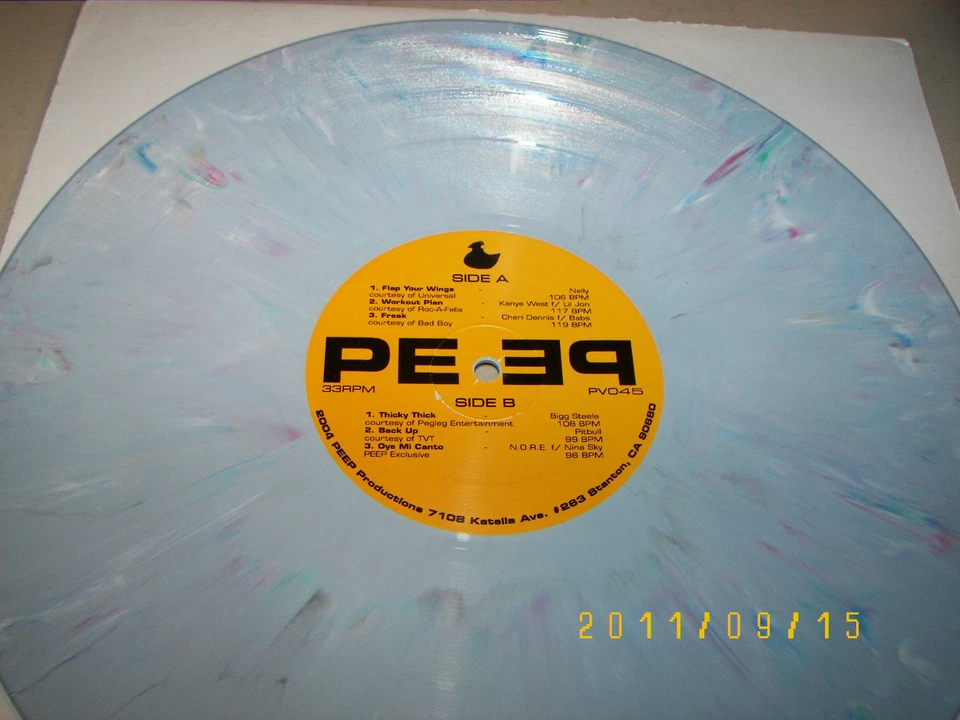 SIDE A
1. Flap Your Wings - Nelly
courtesy of Universal 106 BPM
2. Workout Plan - Kanye West f/ Lil Jon
courtesy of Roc-A-Fella 117 BPM
3. Freak - Cheri Dennis f/ Babs
courtesy of Bad Boy 119 BPM
PEEP
33RPM PV045
SIDE B
1. Thicky Thick - Bigg Steele
courtesy of Pegleg Entertainment 108 BPM
2. Back Up - Pitbull
courtesy of TVT 99 BPM
3. Oye Mi Canto - N.O.R.E. f/ Nina Sky
PEEP Exclusive 96 BPM
2004 PEEP Productions 7108 Katella Ave. #263 Stanton, CA 90680
2011/09/15